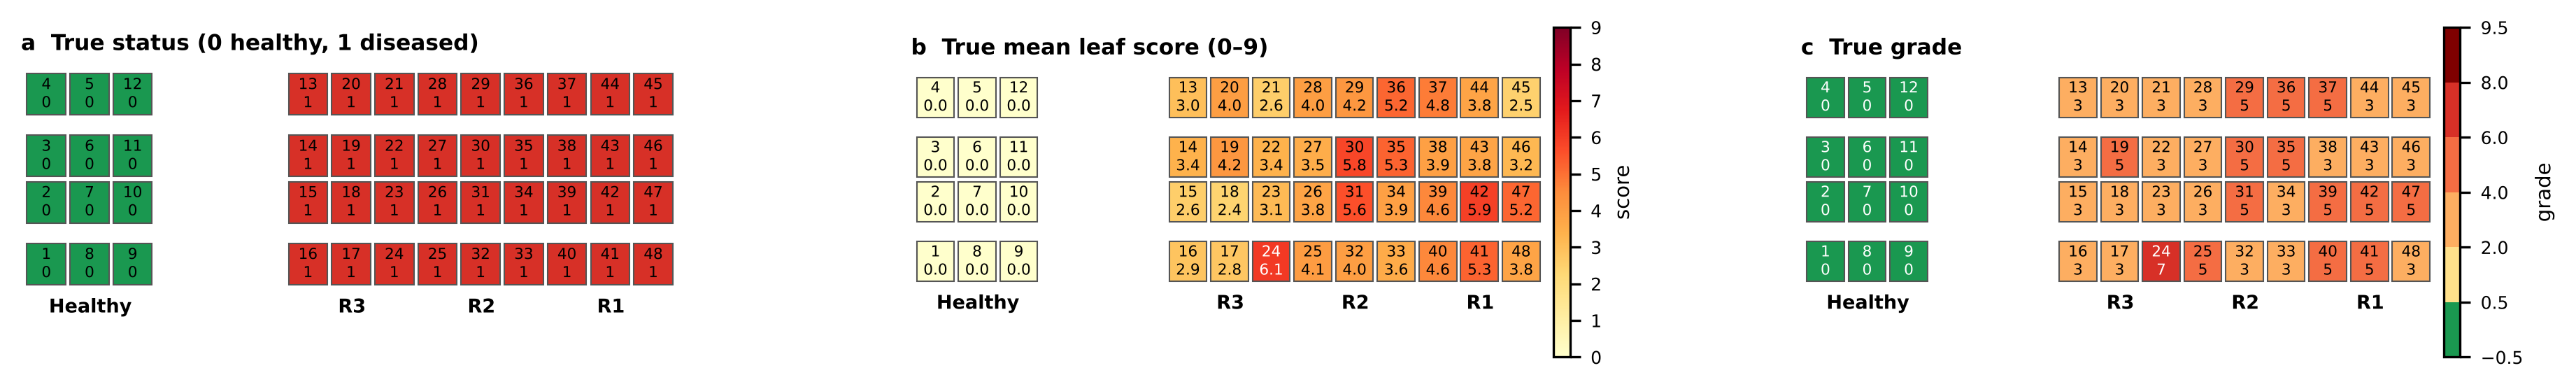 a True status (0 healthy, 1 diseased)
4 5 12 13 20 21 28 29 36 37 44 45
0 0 0 1 1 1 1 1 1 1 1 1
3 6 11 14 19 22 27 30 35 38 43 46
0 0 0 1 1 1 1 1 1 1 1 1
2 7 10 15 18 23 26 31 34 39 42 47
0 0 0 1 1 1 1 1 1 1 1 1
1 8 9 16 17 24 25 32 33 40 41 48
0 0 0 1 1 1 1 1 1 1 1 1
Healthy R3 R2 R1
b True mean leaf score (0–9)
4 5 12 13 20 21 28 29 36 37 44 45
0.0 0.0 0.0 3.0 4.0 2.6 4.0 4.2 5.2 4.8 3.8 2.5
3 6 11 14 19 22 27 30 35 38 43 46
0.0 0.0 0.0 3.4 4.2 3.4 3.5 5.8 5.3 3.9 3.8 3.2
2 7 10 15 18 23 26 31 34 39 42 47
0.0 0.0 0.0 2.6 2.4 3.1 3.8 5.6 3.9 4.6 5.9 5.2
1 8 9 16 17 24 25 32 33 40 41 48
0.0 0.0 0.0 2.9 2.8 6.1 4.1 4.0 3.6 4.6 5.3 3.8
Healthy R3 R2 R1
9
8
7
6
5
4
3
2
1
0
score
c True grade
4 5 12 13 20 21 28 29 36 37 44 45
0 0 0 3 3 3 3 5 5 5 3 3
3 6 11 14 19 22 27 30 35 38 43 46
0 0 0 3 5 3 3 5 5 3 3 3
2 7 10 15 18 23 26 31 34 39 42 47
0 0 0 3 3 3 3 5 3 5 5 5
1 8 9 16 17 24 25 32 33 40 41 48
0 0 0 3 3 7 5 3 3 5 5 3
Healthy R3 R2 R1
9.5
8.0
6.0
4.0
2.0
0.5
−0.5
grade